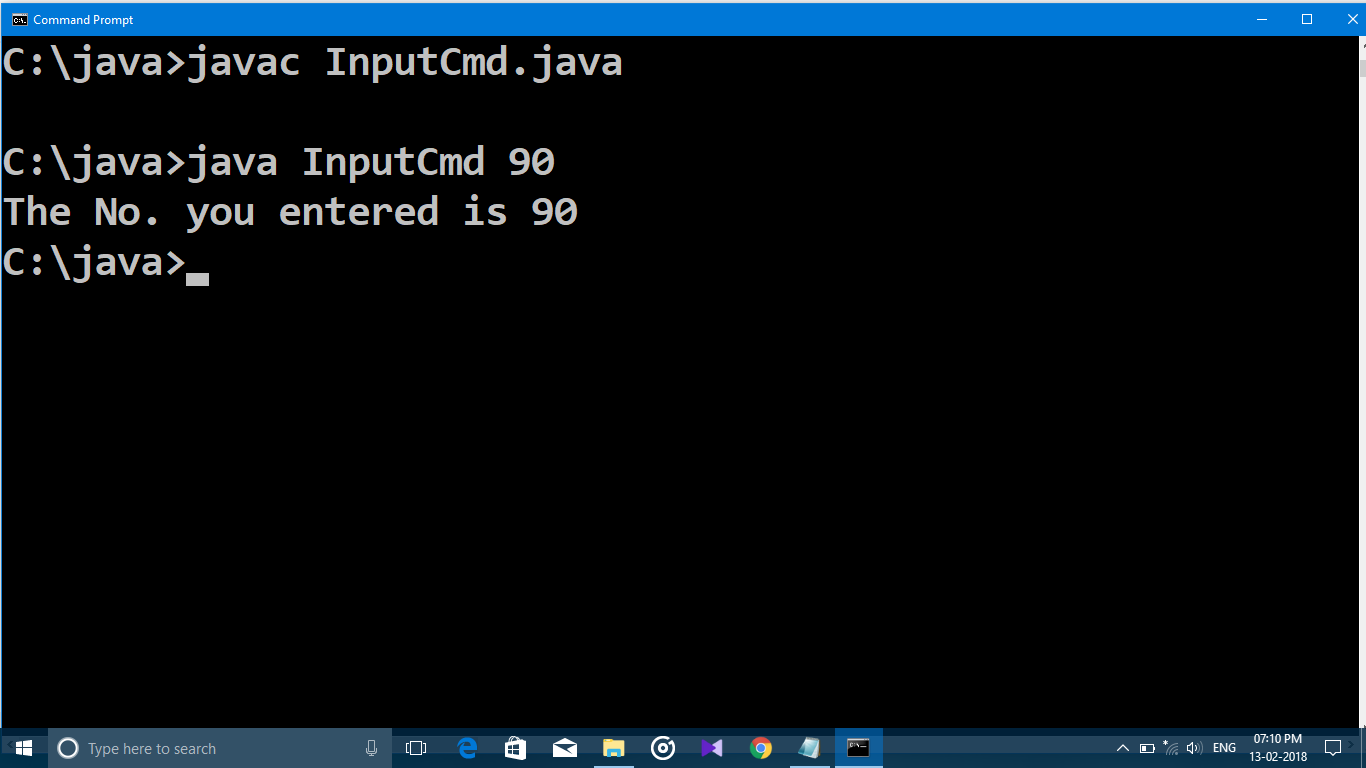 Command Prompt
C:\java>javac InputCmd.java
C:\java>java InputCmd 90
The No. you entered is 90
C:\java>
Type here to search
ENG
07:10 PM
13-02-2018